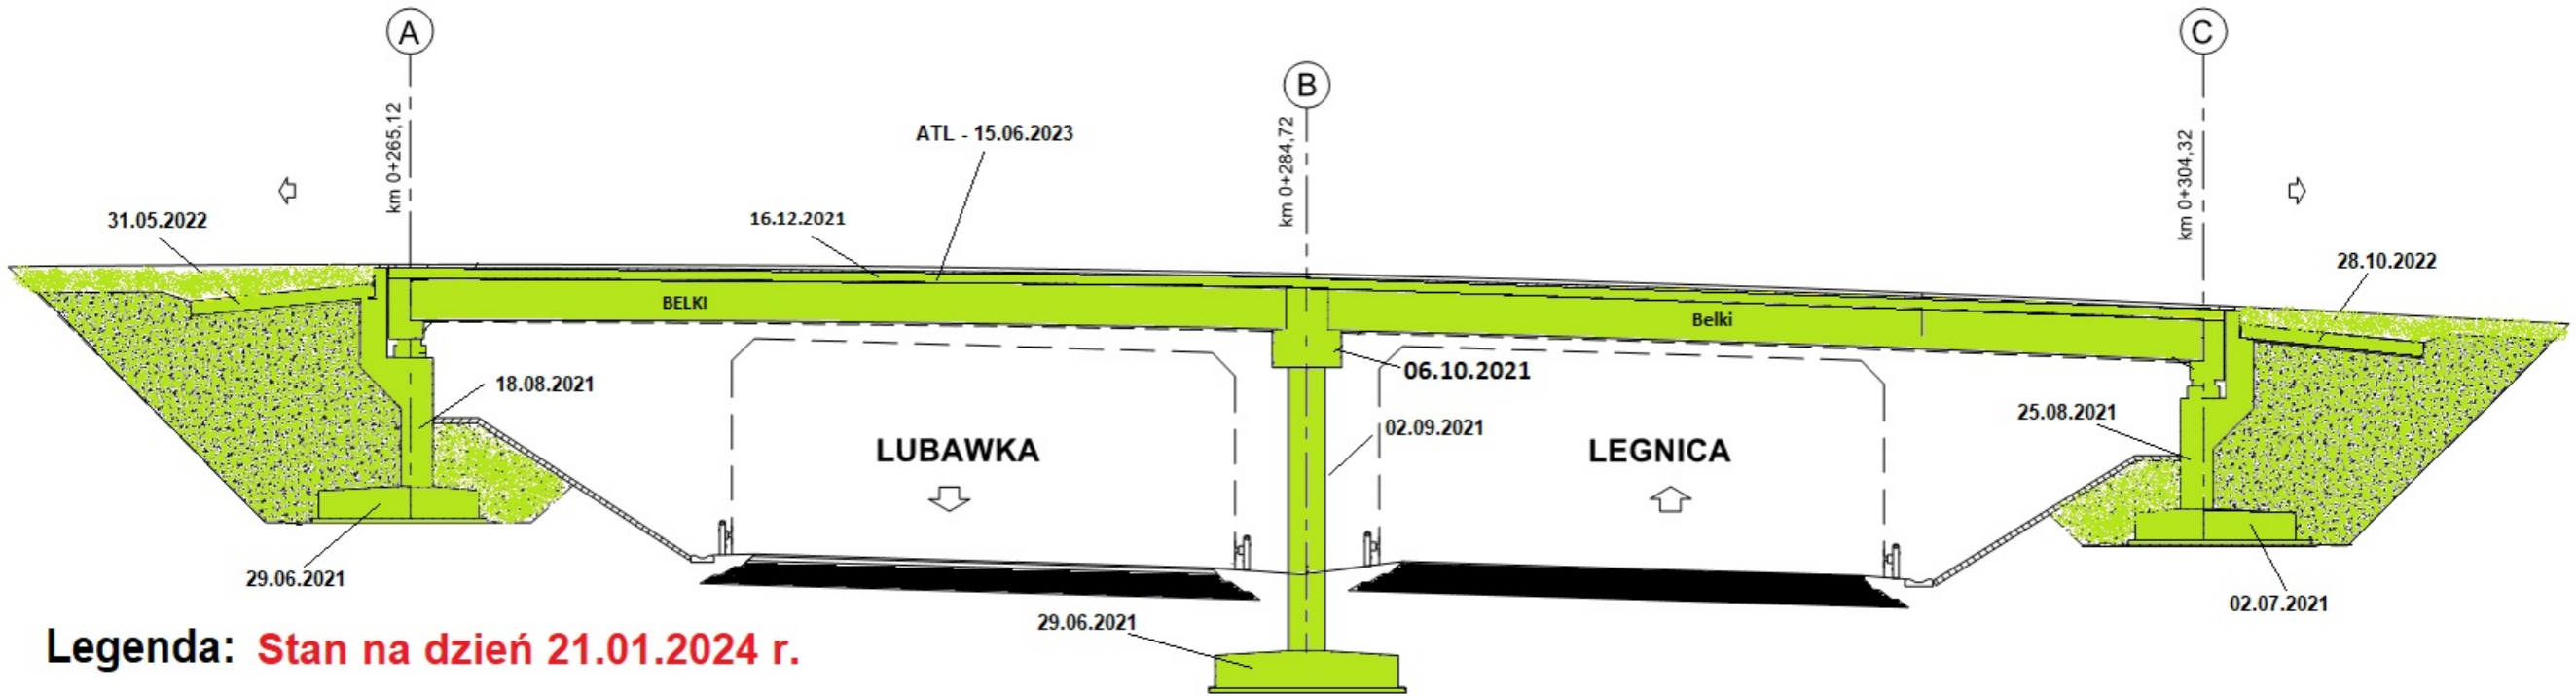 A
B
C
km 0+265,12
km 0+284,72
km 0+304,32
ATL - 15.06.2023
31.05.2022
16.12.2021
28.10.2022
BELKI
Belki
06.10.2021
18.08.2021
25.08.2021
02.09.2021
LUBAWKA
LEGNICA
29.06.2021
02.07.2021
29.06.2021
Legenda: Stan na dzień 21.01.2024 r.